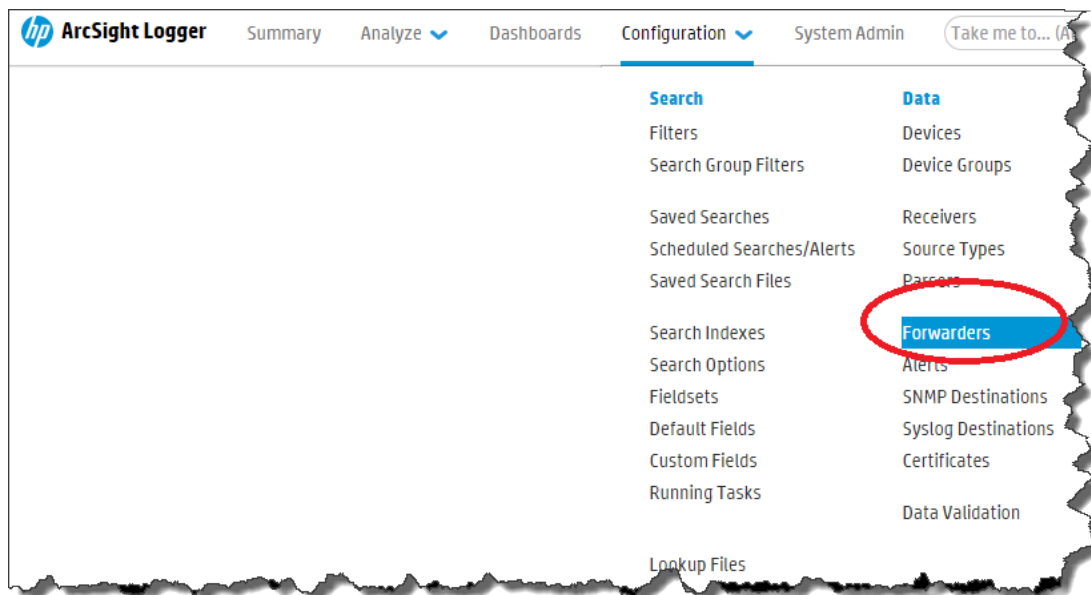 hp ArcSight Logger Summary Analyze Dashboards Configuration System Admin Take me to... (A
Search
Filters
Search Group Filters
Saved Searches
Scheduled Searches/Alerts
Saved Search Files
Search Indexes
Search Options
Fieldsets
Default Fields
Custom Fields
Running Tasks
Lookup Files
Data
Devices
Device Groups
Receivers
Source Types
Parsers
Forwarders
Alerts
SNMP Destinations
Syslog Destinations
Certificates
Data Validation